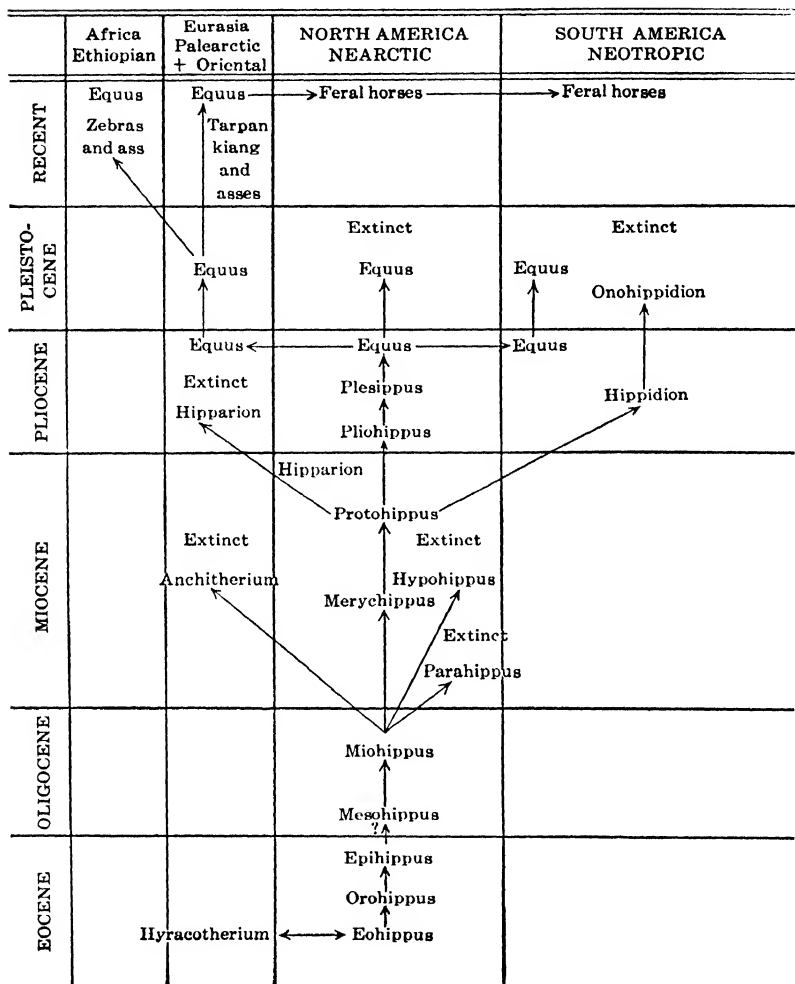 Africa
Ethiopian
Eurasia
Palearctic
+ Oriental
NORTH AMERICA
NEARCTIC
SOUTH AMERICA
NEOTROPIC
RECENT
Equus
Zebras
and ass
Equus
Tarpan
kiang
and
asses
Feral horses
Feral horses
PLEISTO-
CENE
Equus
Extinct
Equus
Extinct
Equus
Onohippidion
PLIOCENE
Equus
Extinct
Hipparion
Equus
Plesippus
Pliohippus
Equus
Hippidion
MIOCENE
Hipparion
Protohippus
Extinct
Anchitherium
Extinct
Hypohippus
Merychippus
Extinct
Parahippus
OLIGOCENE
Miohippus
Mesohippus
?
EOCENE
Epihippus
Orohippus
Hyracotherium
Eohippus